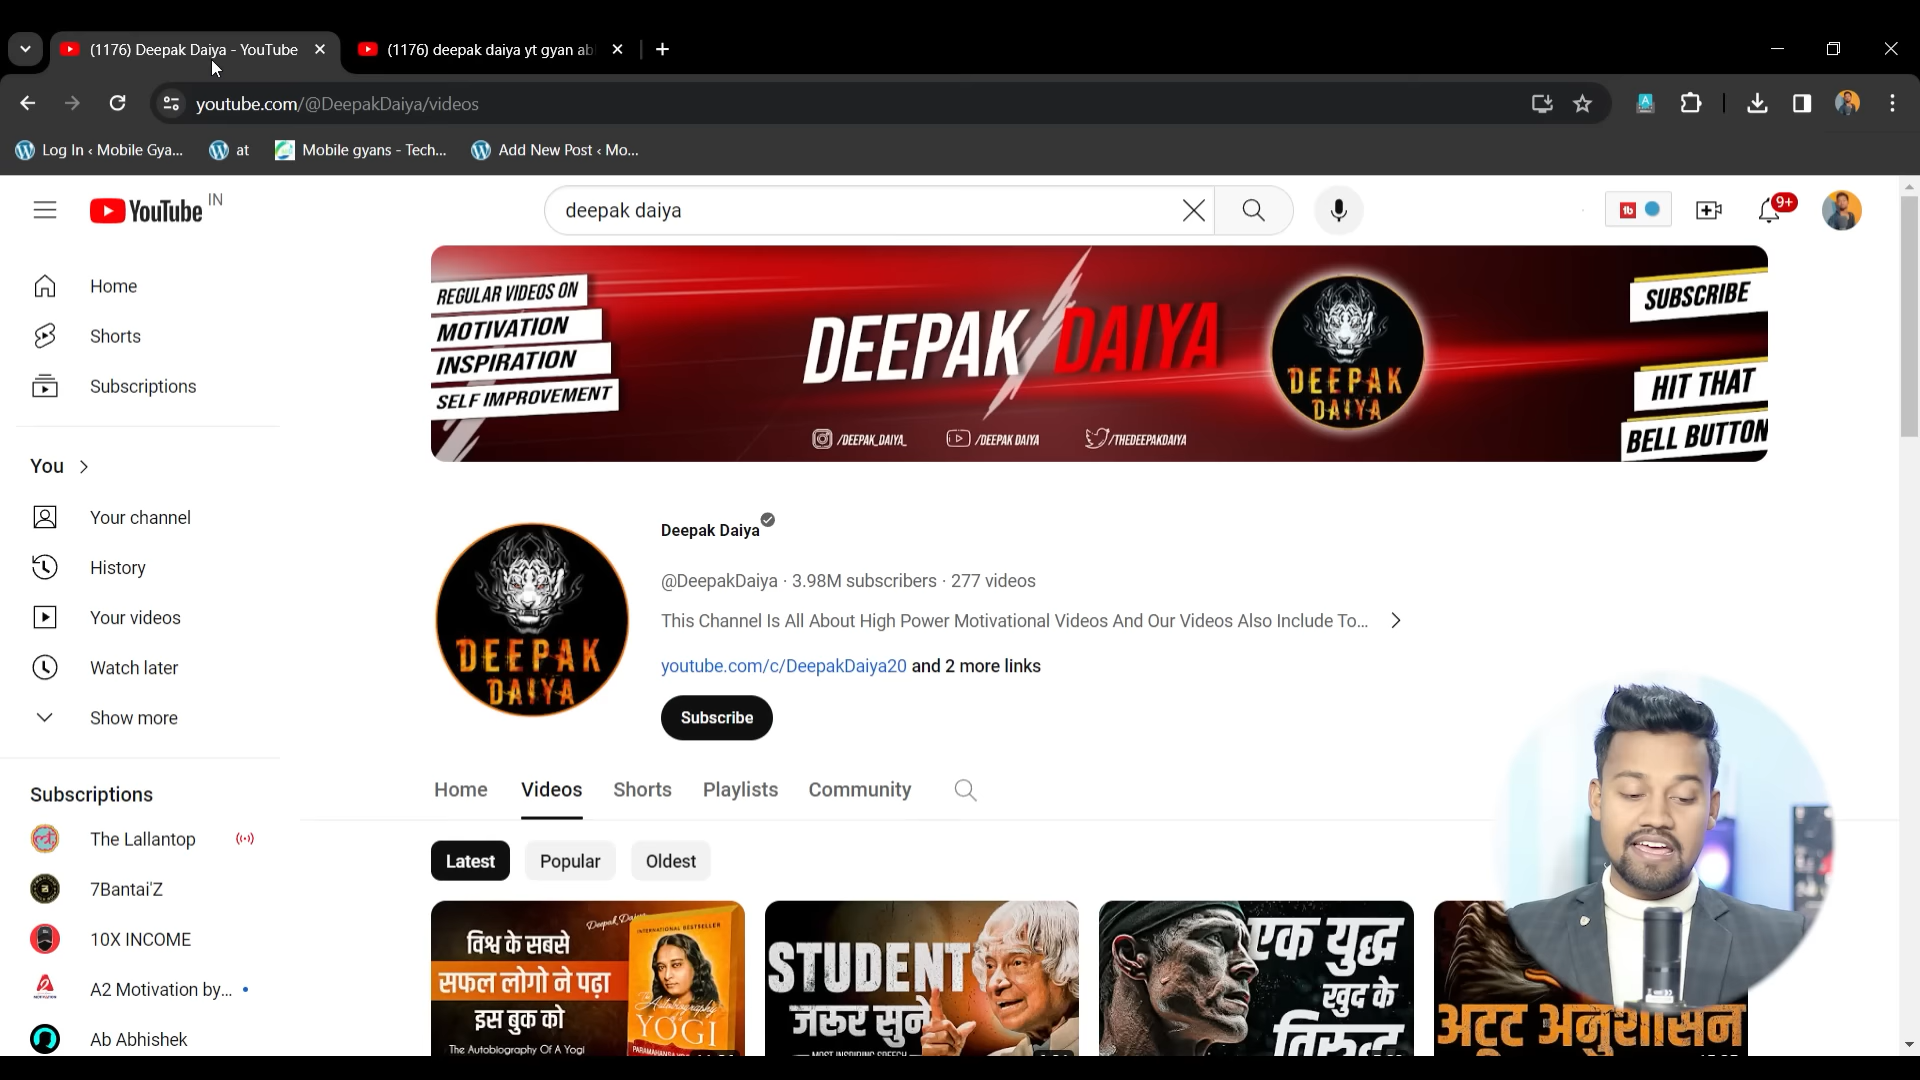 (1176) Deepak Daiya - YouTube
(1176) deepak daiya yt gyan ab
youtube.com/@DeepakDaiya/videos
Log In ‹ Mobile Gya...
at
Mobile gyans - Tech...
Add New Post ‹ Mo...
YouTube IN
deepak daiya
9+
Home
Shorts
Subscriptions
You
Your channel
History
Your videos
Watch later
Show more
Subscriptions
The Lallantop
7Bantai'Z
10X INCOME
A2 Motivation by...
Ab Abhishek
REGULAR VIDEOS ON
MOTIVATION
INSPIRATION
SELF IMPROVEMENT
DEEPAK DAIYA
/DEEPAK_DAIYA_
/DEEPAK DAIYA
/THEDEEPAKDAIYA
DEEPAK
DAIYA
SUBSCRIBE
HIT THAT
BELL BUTTON
DEEPAK
DAIYA
Deepak Daiya
@DeepakDaiya · 3.98M subscribers · 277 videos
This Channel Is All About High Power Motivational Videos And Our Videos Also Include To...
youtube.com/c/DeepakDaiya20 and 2 more links
Subscribe
Home
Videos
Shorts
Playlists
Community
Latest
Popular
Oldest
Deepak Daiya
विश्व के सबसे
सफल लोगो ने पढ़ा
इस बुक को
The Autobiography Of A Yogi
INTERNATIONAL BESTSELLER
Autobiography
YOGI
PARAMAHANSA
STUDENT
जरूर सुने
MOST INSPIRING SPEECH
एक युद्ध
खुद के
विरुद्ध
अटूट अनुशासन